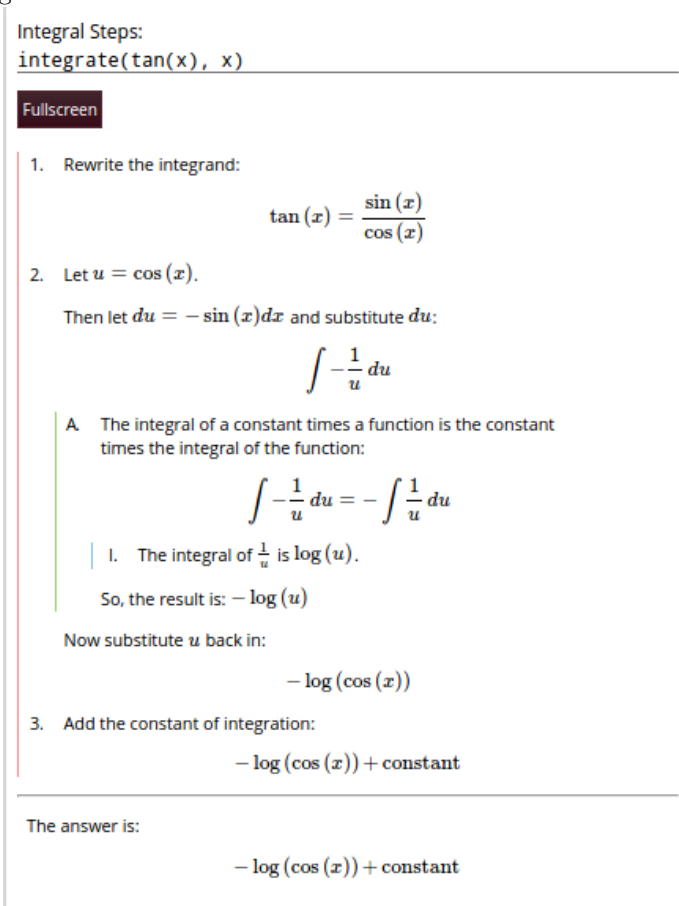 Integral Steps:
integrate(tan(x), x)
Fullscreen
1. Rewrite the integrand:
tan (x) = sin (x) / cos (x)
2. Let u = cos (x).
Then let du = − sin (x)dx and substitute du:
∫ − 1/u du
A. The integral of a constant times a function is the constant
times the integral of the function:
∫ − 1/u du = − ∫ 1/u du
I. The integral of 1/u is log (u).
So, the result is: − log (u)
Now substitute u back in:
− log (cos (x))
3. Add the constant of integration:
− log (cos (x)) + constant
The answer is:
− log (cos (x)) + constant